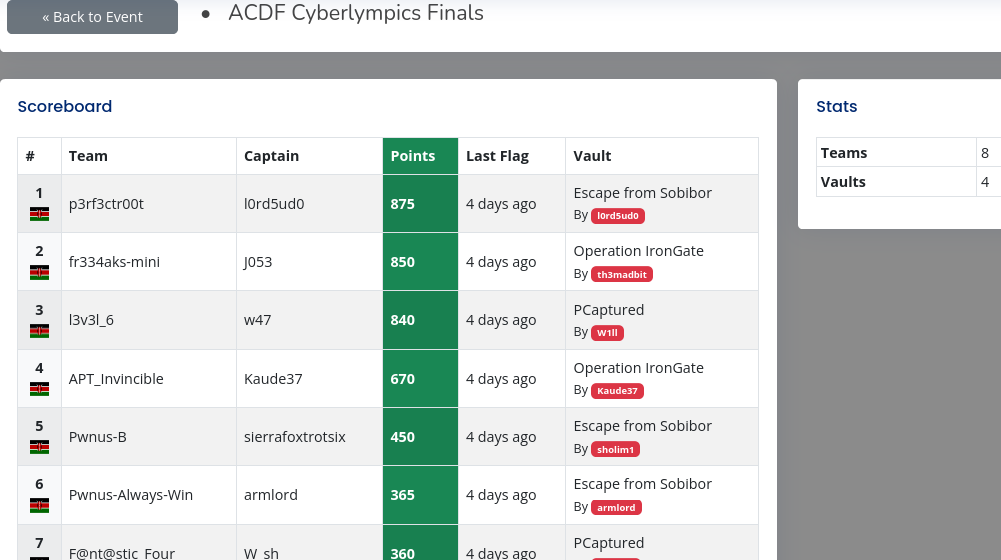 « Back to Event
• ACDF Cyberlympics Finals
Scoreboard
# Team Captain Points Last Flag Vault
1 p3rf3ctr00t l0rd5ud0 875 4 days ago Escape from Sobibor
By l0rd5ud0
2 fr334aks-mini J053 850 4 days ago Operation IronGate
By th3madbit
3 l3v3l_6 w47 840 4 days ago PCaptured
By W1ll
4 APT_Invincible Kaude37 670 4 days ago Operation IronGate
By Kaude37
5 Pwnus-B sierrafoxtrotsix 450 4 days ago Escape from Sobibor
By sholim1
6 Pwnus-Always-Win armlord 365 4 days ago Escape from Sobibor
By armlord
7 F@nt@stic_Four W_sh 360 4 days ago PCaptured
Stats
Teams 8
Vaults 4